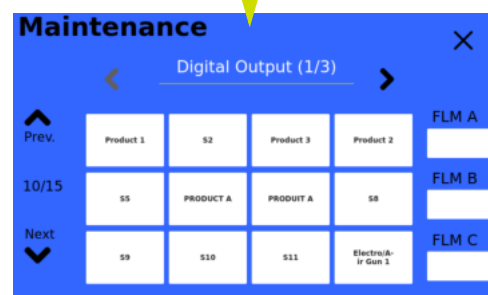 Maintenance
Digital Output (1/3)
Prev.
10/15
Next
Product 1
S2
Product 3
Product 2
S5
PRODUCT A
PRODUIT A
S8
S9
S10
S11
Electro/A-
ir Gun 1
FLM A
FLM B
FLM C